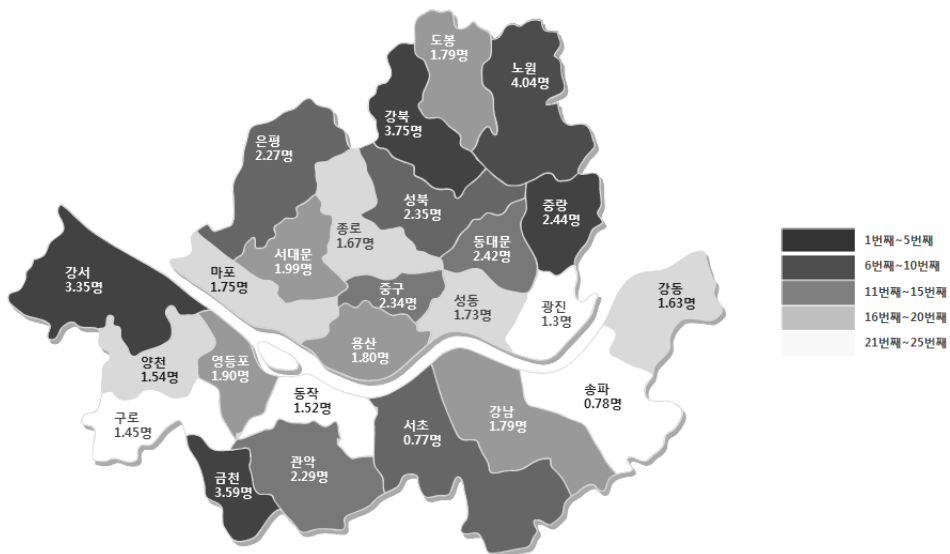 도봉
1.79명
노원
4.04명
강북
3.75명
은평
2.27명
성북
2.35명
중랑
2.44명
종로
1.67명
동대문
2.42명
서대문
1.99명
마포
1.75명
강서
3.35명
중구
2.34명
성동
1.73명
광진
1.3명
강동
1.63명
용산
1.80명
양천
1.54명
영등포
1.90명
동작
1.52명
송파
0.78명
구로
1.45명
서초
0.77명
강남
1.79명
관악
2.29명
금천
3.59명
1번째~5번째
6번째~10번째
11번째~15번째
16번째~20번째
21번째~25번째